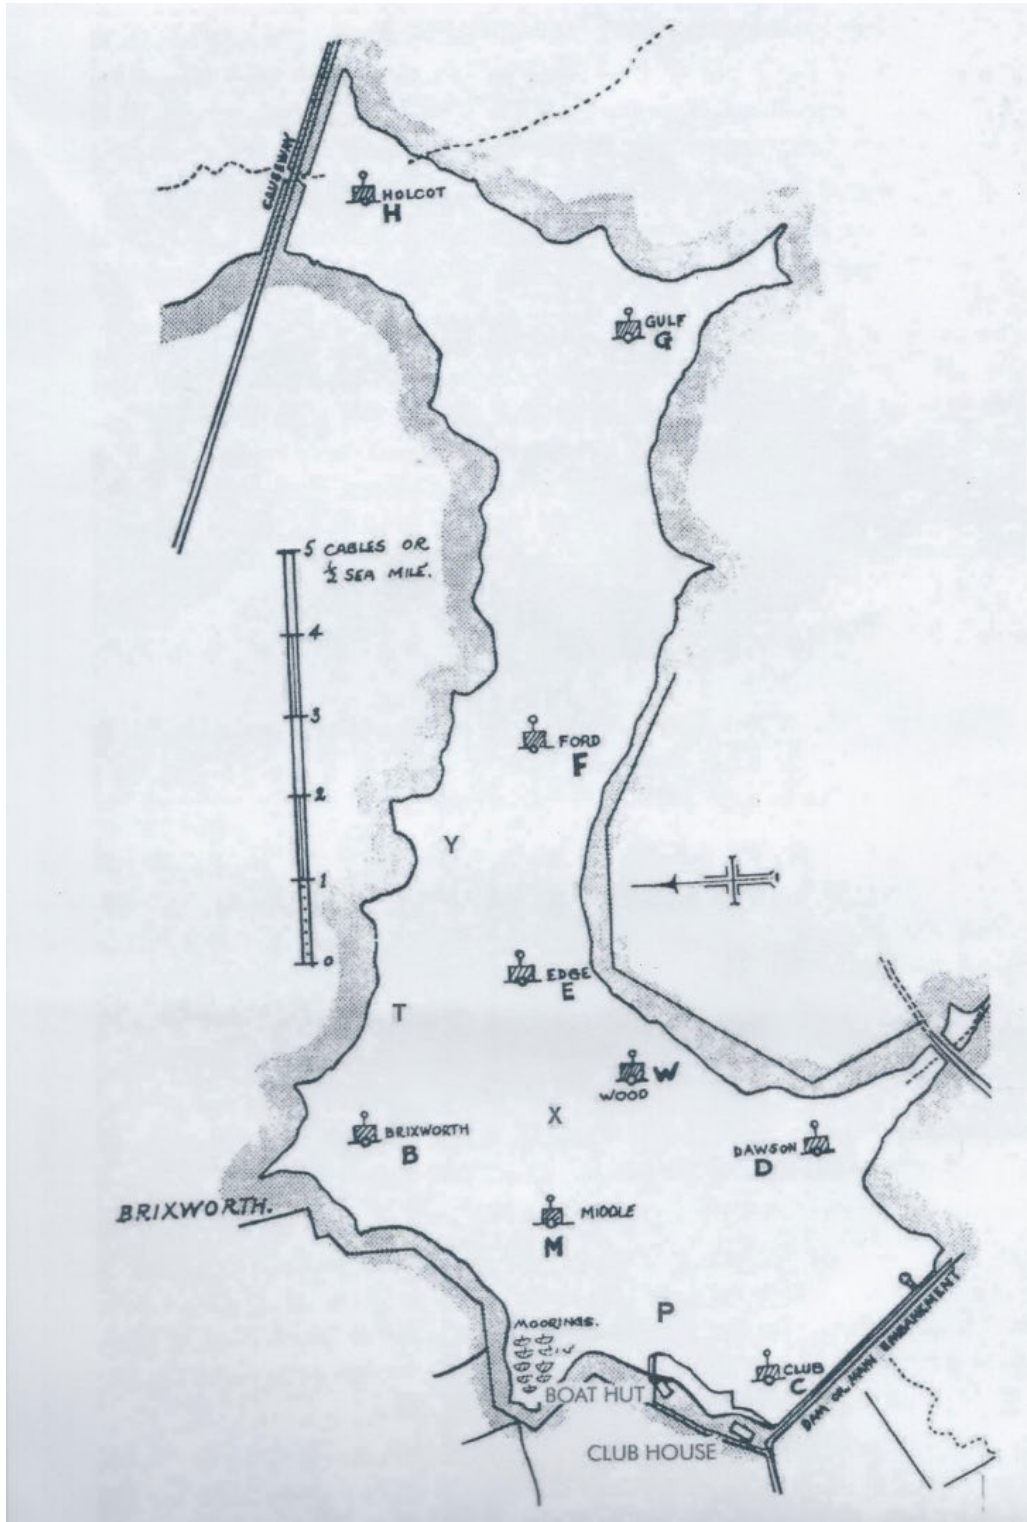 CAUSEWAY
HOLCOT
H
GULF
G
5 CABLES OR
½ SEA MILE.
4
3
2
1
0
FORD
F
Y
EDGE
E
T
WOOD
W
X
BRIXWORTH
B
DAWSON
D
BRIXWORTH.
MIDDLE
M
P
MOORINGS.
CLUB
C
DAM OR MAIN EMBANEMENT
BOAT HUT
CLUB HOUSE